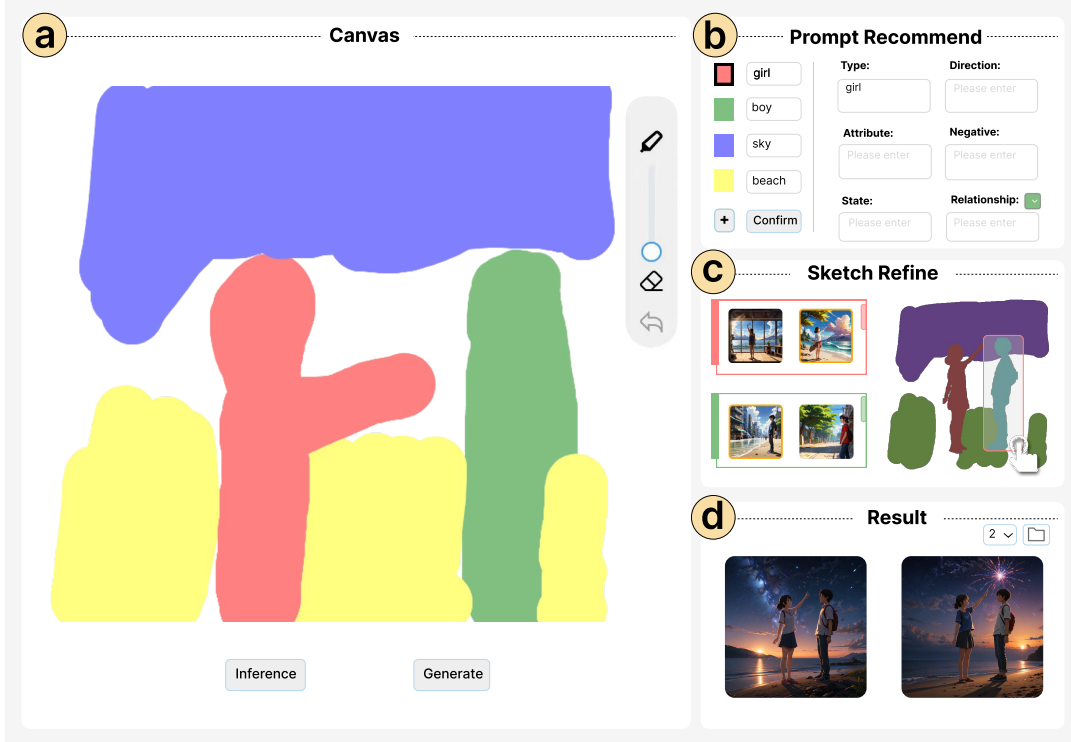 a
Canvas
Inference
Generate
b
Prompt Recommend
girl
boy
sky
beach
+
Confirm
Type:
girl
Direction:
Please enter
Attribute:
Please enter
Negative:
Please enter
State:
Please enter
Relationship:
Please enter
c
Sketch Refine
d
Result
2